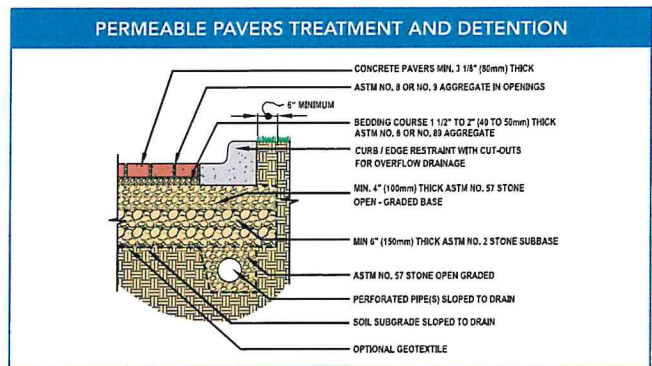 PERMEABLE PAVERS TREATMENT AND DETENTION
CONCRETE PAVERS MIN. 3 1/8" (80mm) THICK
ASTM NO. 8 OR NO. 9 AGGREGATE IN OPENINGS
6" MINIMUM
BEDDING COURSE 1 1/2" TO 2" (40 TO 50mm) THICK
ASTM NO. 8 OR NO. 89 AGGREGATE
CURB / EDGE RESTRAINT WITH CUT-OUTS
FOR OVERFLOW DRAINAGE
MIN. 4" (100mm) THICK ASTM NO. 57 STONE
OPEN - GRADED BASE
MIN 6" (150mm) THICK ASTM NO. 2 STONE SUBBASE
ASTM NO. 57 STONE OPEN GRADED
PERFORATED PIPE(S) SLOPED TO DRAIN
SOIL SUBGRADE SLOPED TO DRAIN
OPTIONAL GEOTEXTILE